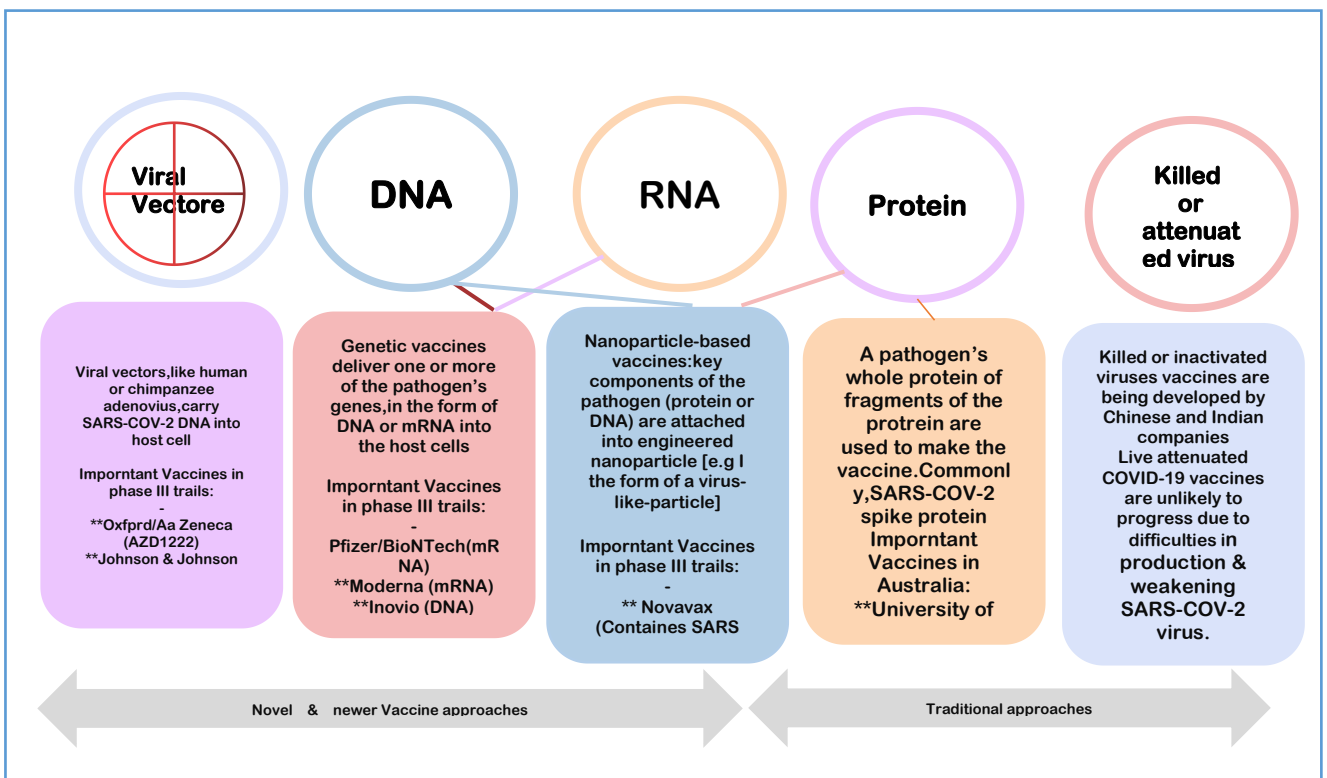 Viral
Vectore
DNA
RNA
Protein
Killed
or
attenuat
ed virus
Viral vectors,like human
or chimpanzee
adenovius,carry
SARS-COV-2 DNA into
host cell
Imporntant Vaccines in
phase III trails:
-
**Oxfprd/Aa Zeneca
(AZD1222)
**Johnson & Johnson
Genetic vaccines
deliver one or more
of the pathogen's
genes,in the form of
DNA or mRNA into
the host cells
Imporntant Vaccines
in phase III trails:
-
Pfizer/BioNTech(mR
NA)
**Moderna (mRNA)
**Inovio (DNA)
Nanoparticle-based
vaccines:key
components of the
pathogen (protein or
DNA) are attached
into engineered
nanoparticle [e.g I
the form of a virus-
like-particle]
Imporntant Vaccines
in phase III trails:
-
** Novavax
(Containes SARS
A pathogen's
whole protein of
fragments of the
protrein are
used to make the
vaccine.Commonl
y,SARS-COV-2
spike protein
Imporntant
Vaccines in
Australia:
**University of
Killed or inactivated
viruses vaccines are
being developed by
Chinese and Indian
companies
Live attenuated
COVID-19 vaccines
are unlikely to
progress due to
difficulties in
production &
weakening
SARS-COV-2
virus.
Novel & newer Vaccine approaches
Traditional approaches